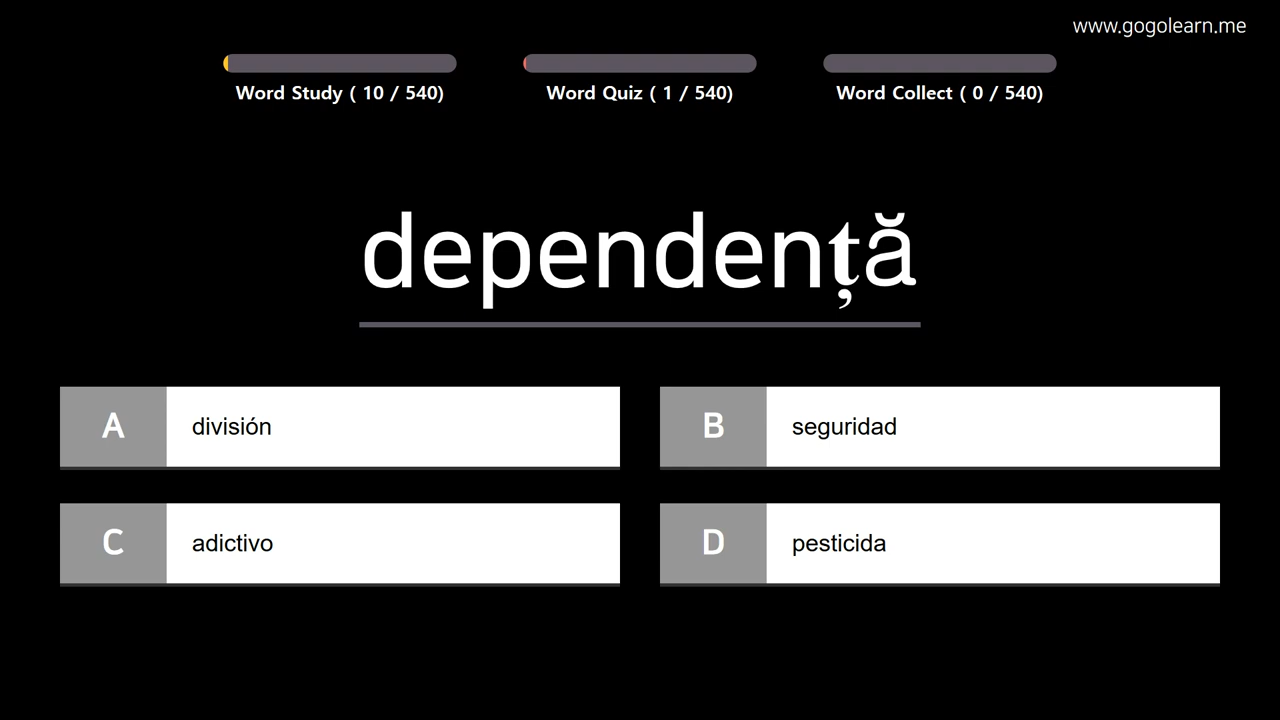 www.gogolearn.me
Word Study ( 10 / 540)
Word Quiz ( 1 / 540)
Word Collect ( 0 / 540)
dependență
A división
B seguridad
C adictivo
D pesticida